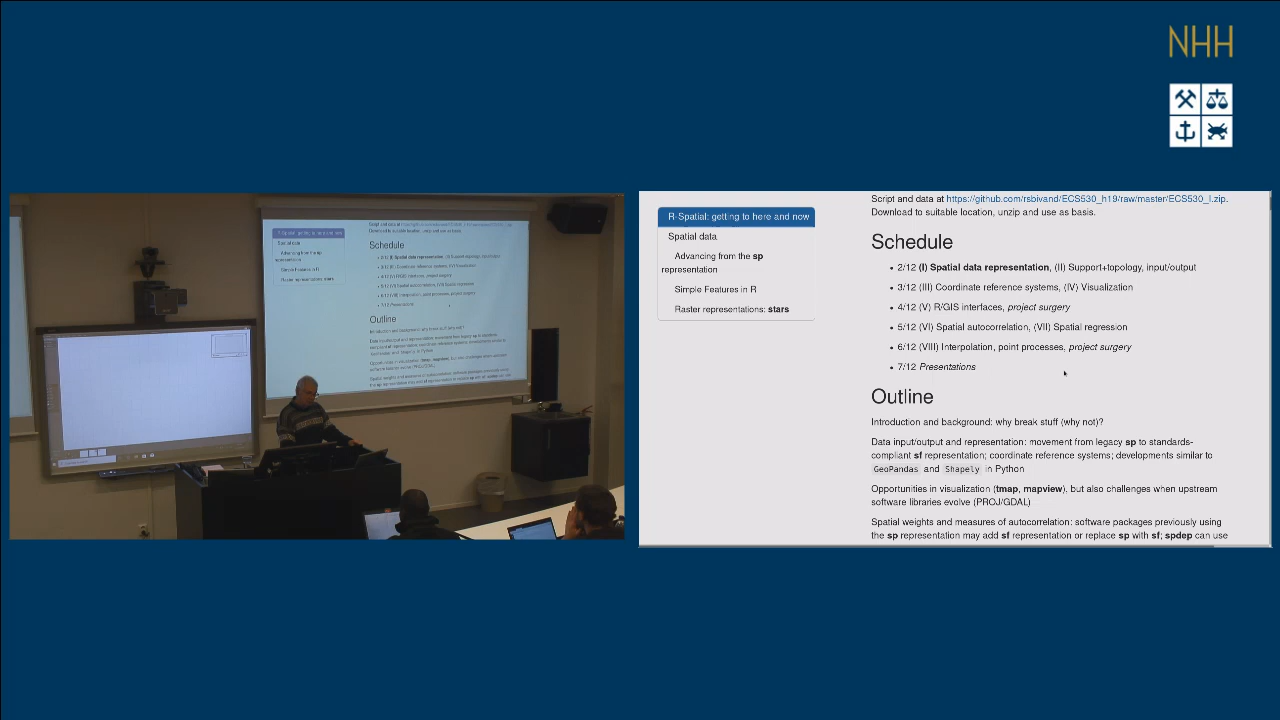 NHH
Script and data at https://github.com/rsbivand/ECS530_h19/raw/master/ECS530_I.zip.
Download to suitable location, unzip and use as basis.
R-Spatial: getting to here and now
Spatial data
Advancing from the sp
representation
Simple Features in R
Raster representations: stars
Schedule
• 2/12 (I) Spatial data representation, (II) Support+topology, input/output
• 3/12 (III) Coordinate reference systems, (IV) Visualization
• 4/12 (V) R/GIS interfaces, project surgery
• 5/12 (VI) Spatial autocorrelation, (VII) Spatial regression
• 6/12 (VIII) Interpolation, point processes, project surgery
• 7/12 Presentations
Outline
Introduction and background: why break stuff (why not)?
Data input/output and representation: movement from legacy sp to standards-
compliant sf representation; coordinate reference systems; developments similar to
GeoPandas and Shapely in Python
Opportunities in visualization (tmap, mapview), but also challenges when upstream
software libraries evolve (PROJ/GDAL)
Spatial weights and measures of autocorrelation: software packages previously using
the sp representation may add sf representation or replace sp with sf; spdep can use
Schedule
Outline